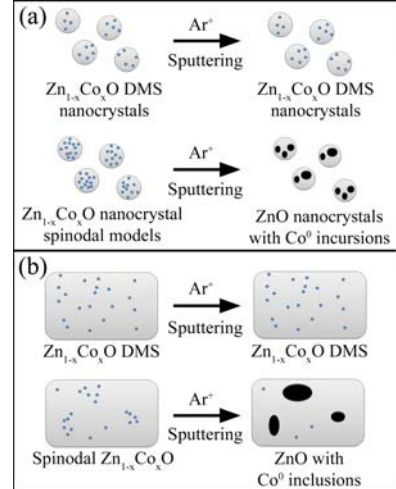 (a)
Ar⁺
Sputtering
Zn₁₋ₓCoₓO DMS
nanocrystals
Zn₁₋ₓCoₓO DMS
nanocrystals
Ar⁺
Sputtering
Zn₁₋ₓCoₓO nanocrystal
spinodal models
ZnO nanocrystals
with Co⁰ incursions
(b)
Ar⁺
Sputtering
Zn₁₋ₓCoₓO DMS
Zn₁₋ₓCoₓO DMS
Ar⁺
Sputtering
Spinodal Zn₁₋ₓCoₓO
ZnO with
Co⁰ inclusions